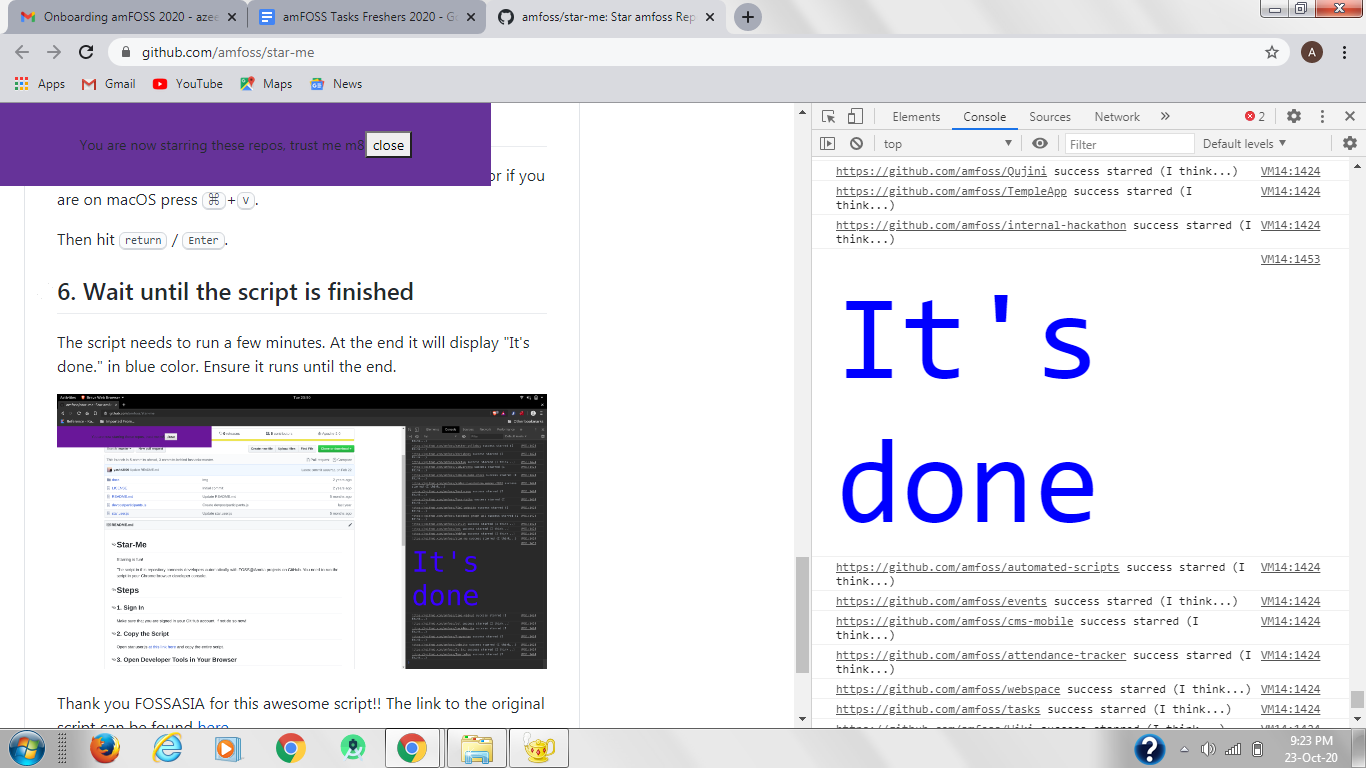 Onboarding amFOSS 2020 - azee
amFOSS Tasks Freshers 2020 - Go
amfoss/star-me: Star amfoss Rep
github.com/amfoss/star-me
A
Apps
Gmail
YouTube
Maps
News
You are now starring these repos, trust me m8
close
or if you
are on macOS press ⌘+V.
Then hit return / Enter.
6. Wait until the script is finished
The script needs to run a few minutes. At the end it will display "It's
done." in blue color. Ensure it runs until the end.
Star-Me
Steps
1. Sign In
2. Copy the Script
3. Open Developer Tools in Your Browser
It's
done
Thank you FOSSASIA for this awesome script!! The link to the original
script can be found here
Elements
Console
Sources
Network
»
2
top
Filter
Default levels
https://github.com/amfoss/Qujini success starred (I think...) VM14:1424
https://github.com/amfoss/TempleApp success starred (I VM14:1424
think...)
https://github.com/amfoss/internal-hackathon success starred (I VM14:1424
think...)
VM14:1453
It's
done
https://github.com/amfoss/automated-scripts success starred (I VM14:1424
think...)
https://github.com/amfoss/events success starred (I think...) VM14:1424
https://github.com/amfoss/cms-mobile success starred (I VM14:1424
think...)
https://github.com/amfoss/attendance-tracker success starred (I VM14:1424
think...)
https://github.com/amfoss/webspace success starred (I think...) VM14:1424
https://github.com/amfoss/tasks success starred (I think...) VM14:1424
https://github.com/amfoss/Wiki success starred (I think...) VM14:1424
9:23 PM
23-Oct-20